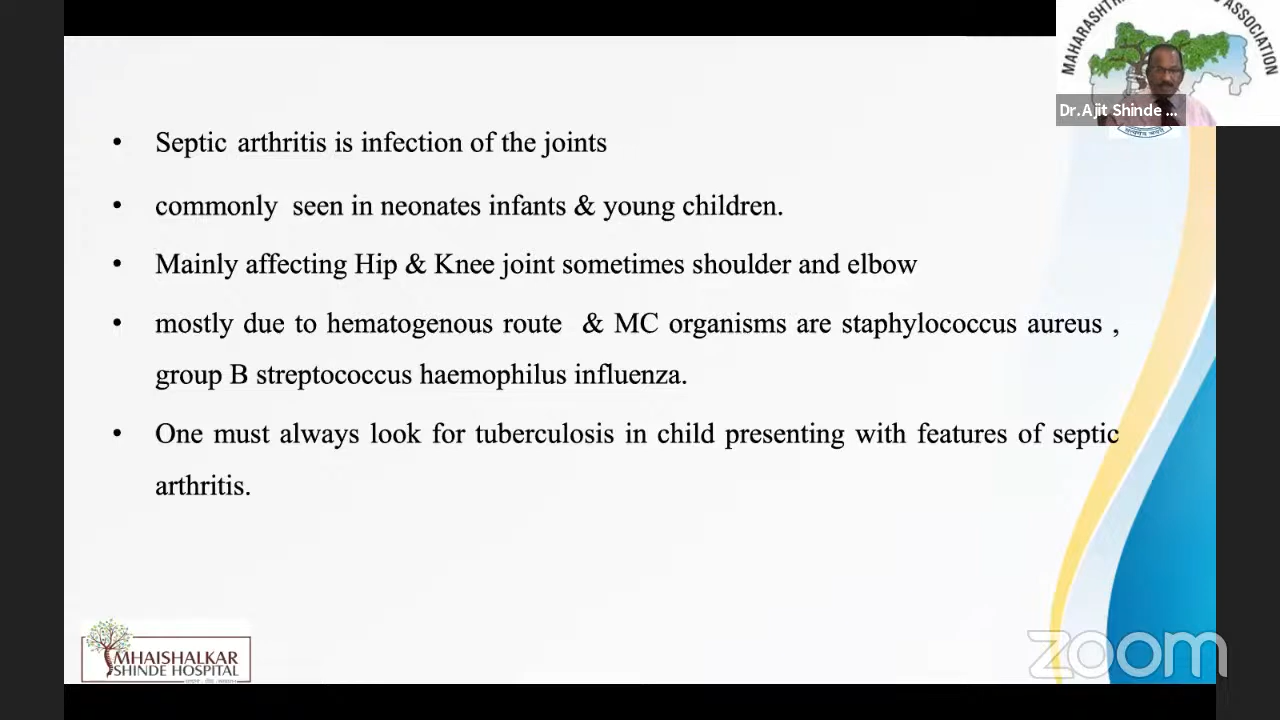 MAHARASHTR
ASSOCIATION
Dr.Ajit Shinde ...
• Septic arthritis is infection of the joints
• commonly seen in neonates infants & young children.
• Mainly affecting Hip & Knee joint sometimes shoulder and elbow
• mostly due to hematogenous route & MC organisms are staphylococcus aureus ,
group B streptococcus haemophilus influenza.
• One must always look for tuberculosis in child presenting with features of septic
arthritis.
MHAISHALKAR
SHINDE HOSPITAL
zoom